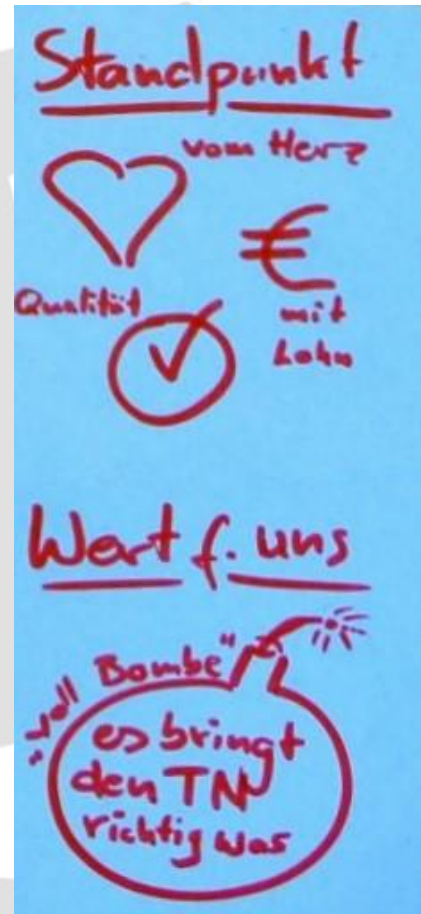 Standpunkt
vom Herz
€
Qualität
mit
Lohn
Wert f. uns
"voll Bombe"
es bringt
den TN
richtig was